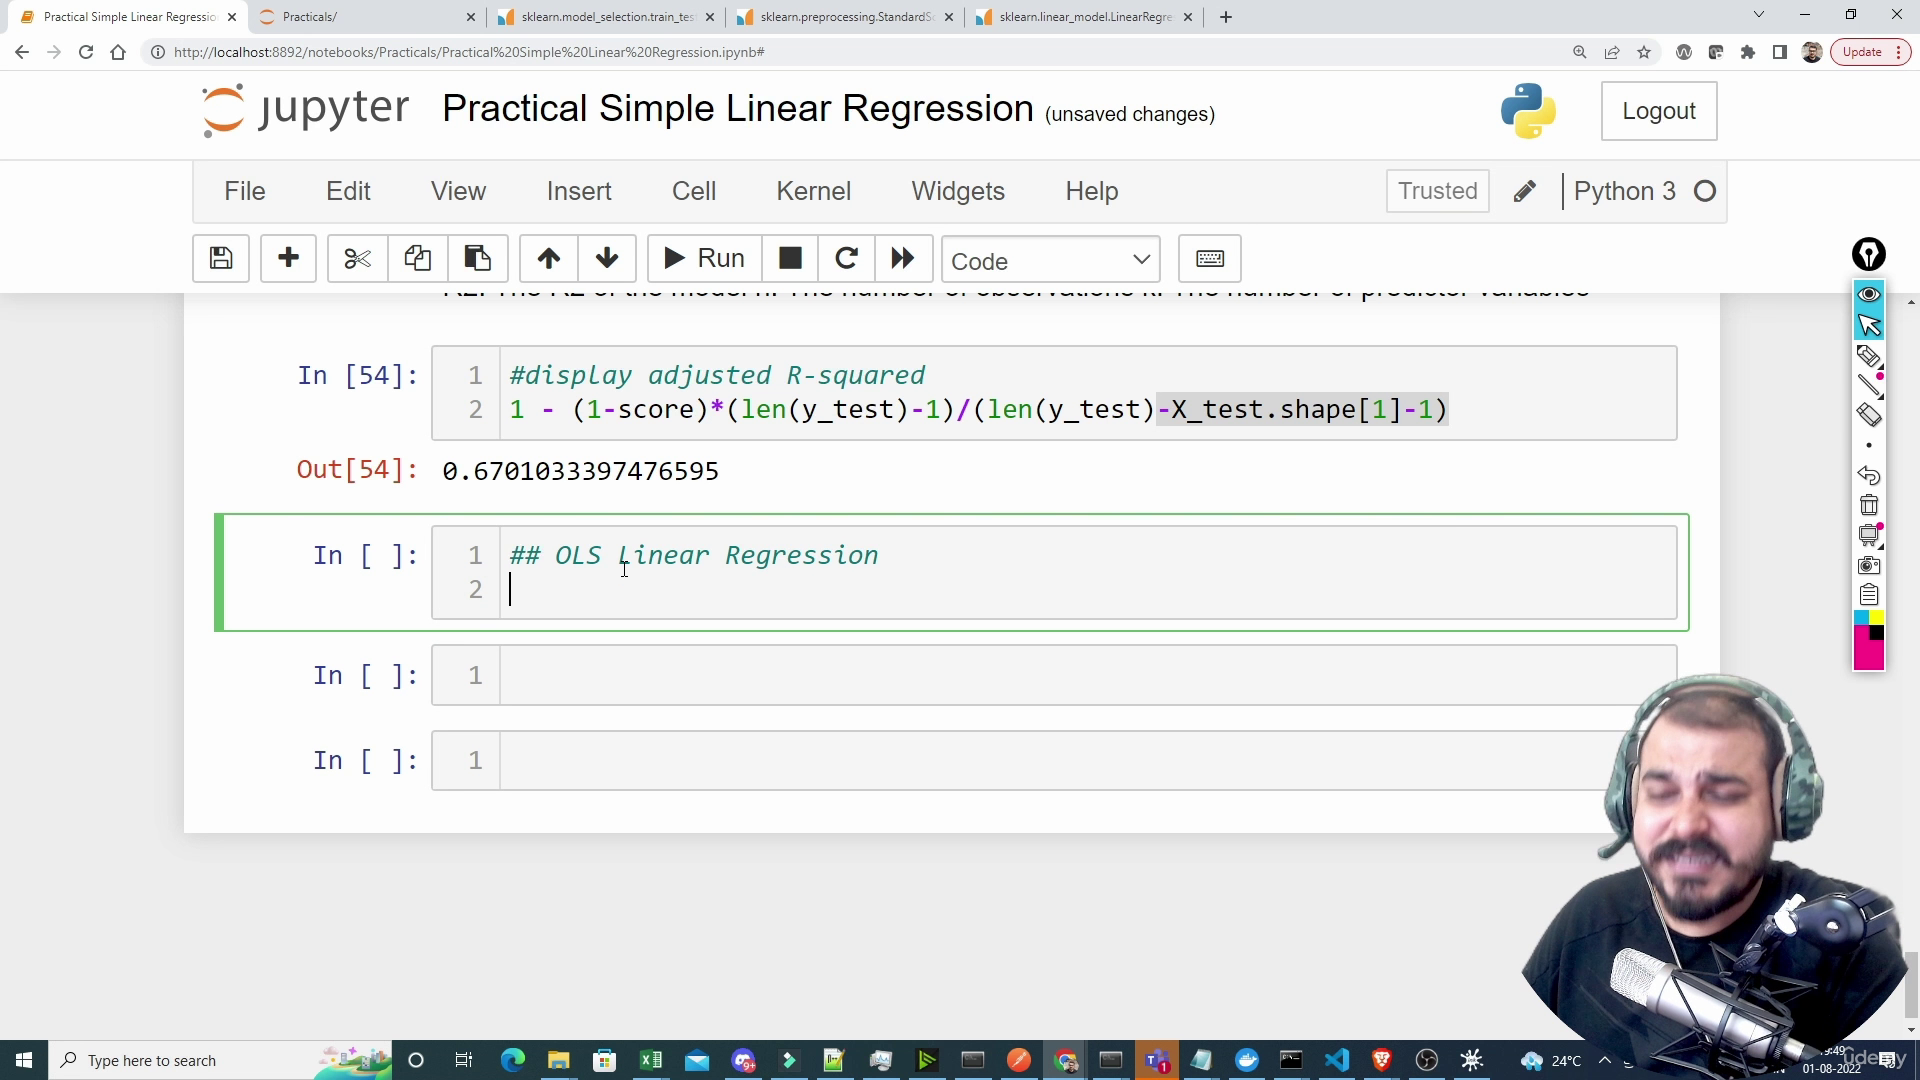 Practical Simple Linear Regressio
Practicals/
sklearn.model_selection.train_tes
sklearn.preprocessing.StandardSc
sklearn.linear_model.LinearRegre
http://localhost:8892/notebooks/Practicals/Practical%20Simple%20Linear%20Regression.ipynb#
Update
jupyter Practical Simple Linear Regression (unsaved changes)
Logout
File Edit View Insert Cell Kernel Widgets Help
Trusted
Python 3
Run
Code
In [54]:
1 #display adjusted R-squared
2 1 - (1-score)*(len(y_test)-1)/(len(y_test)-X_test.shape[1]-1)
Out[54]: 0.6701033397476595
In [ ]:
1 ## OLS Linear Regression
2
In [ ]: 1
In [ ]: 1
Type here to search
24°C
01-08-2022
ûdemy